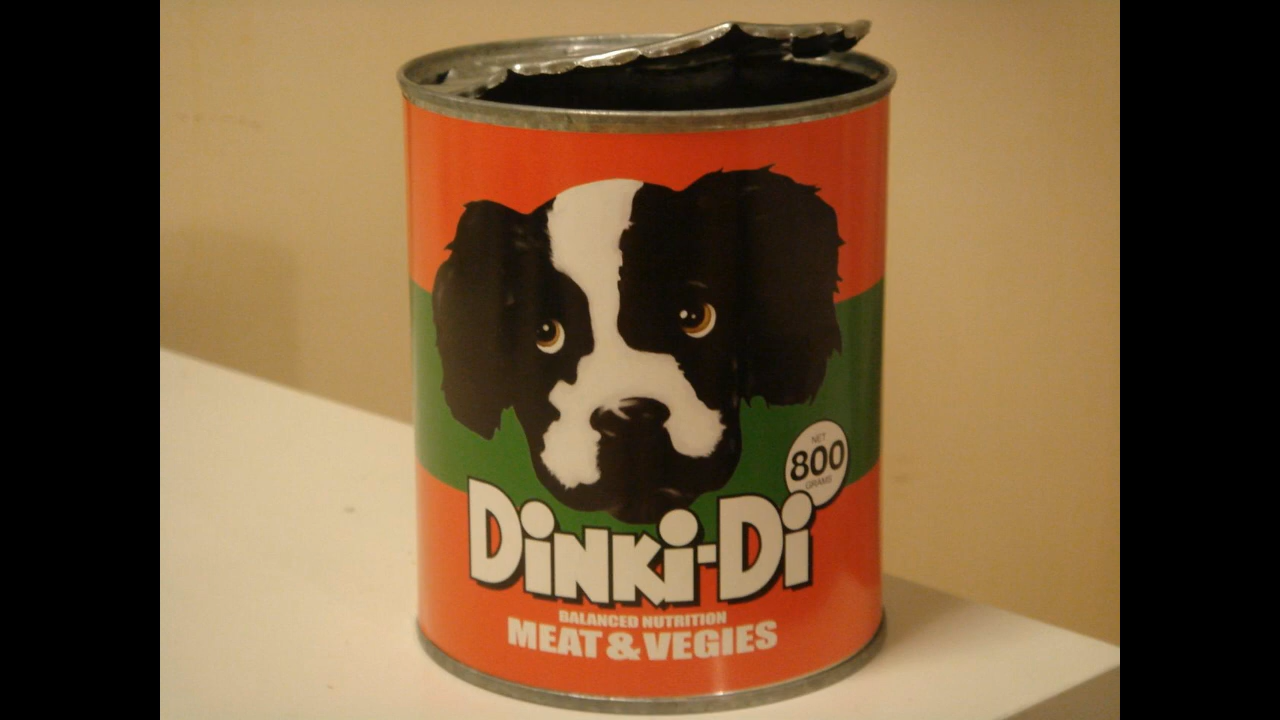 NET
800
GRAMS
DiNKi-Di
BALANCED NUTRITION
MEAT & VEGIES